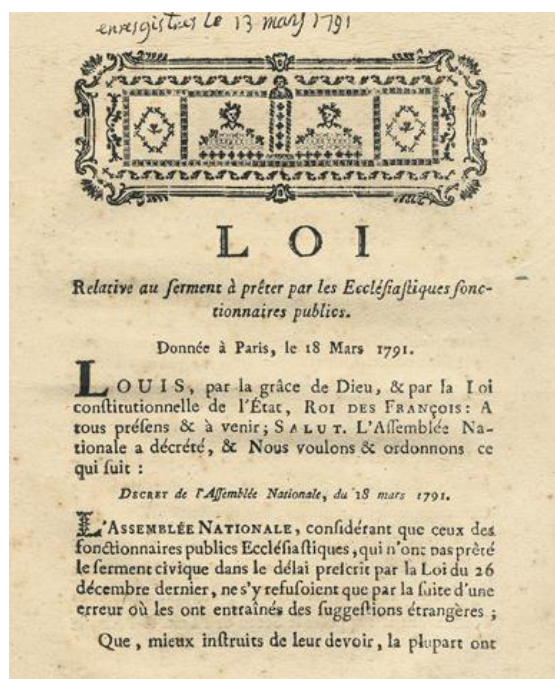 enregistrer le 13 mars 1791
LOI
Relative au serment à prêter par les Ecclésiastiques fonc-
tionnaires publics.
Donnée à Paris, le 18 Mars 1791.
LOUIS, par la grâce de Dieu, & par la Loi
constitutionnelle de l'État, ROI DES FRANÇOIS : A
tous présens & à venir ; SALUT. L'Assemblée Na-
tionale a décrété, & Nous voulons & ordonnons ce
qui suit :
DECRET de l'Assemblée Nationale, du 18 mars 1791.
L'ASSEMBLÉE NATIONALE, considérant que ceux des
fonctionnaires publics Ecclésiastiques, qui n'ont pas prêté
le serment civique dans le délai prescrit par la Loi du 26
décembre dernier, ne s'y refusoient que par la suite d'une
erreur où les ont entraînés des suggestions étrangères ;
Que, mieux instruits de leur devoir, la plupart ont